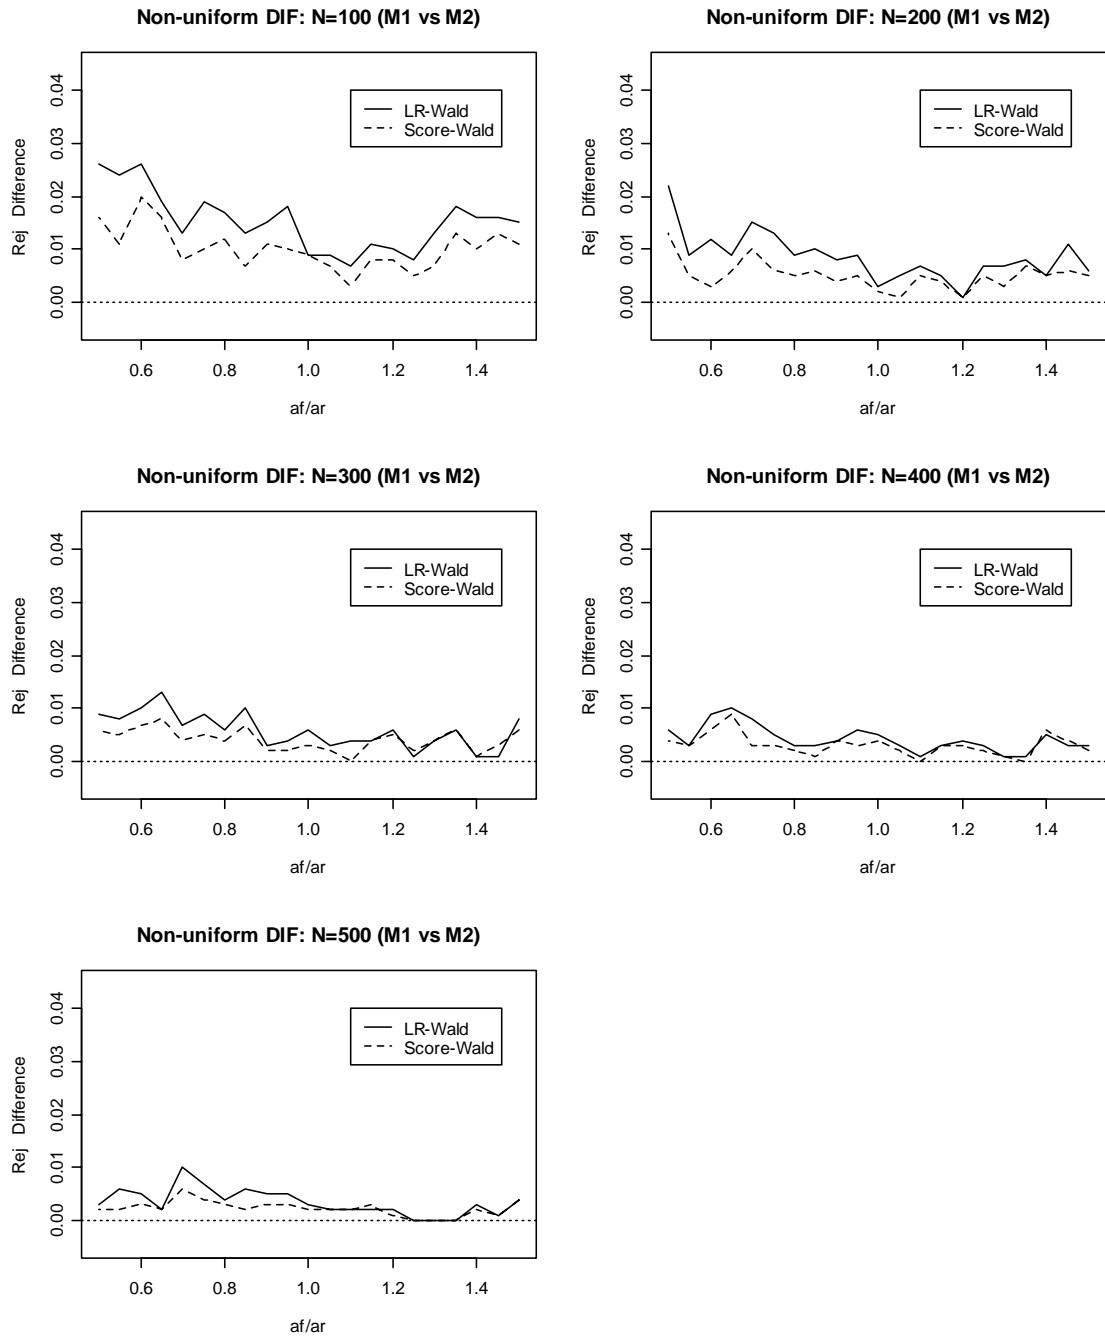 Non-uniform DIF: N=100 (M1 vs M2)
Rej Difference
0.00 0.01 0.02 0.03 0.04
LR-Wald
Score-Wald
0.6 0.8 1.0 1.2 1.4
af/ar
Non-uniform DIF: N=200 (M1 vs M2)
Rej Difference
0.00 0.01 0.02 0.03 0.04
LR-Wald
Score-Wald
0.6 0.8 1.0 1.2 1.4
af/ar
Non-uniform DIF: N=300 (M1 vs M2)
Rej Difference
0.00 0.01 0.02 0.03 0.04
LR-Wald
Score-Wald
0.6 0.8 1.0 1.2 1.4
af/ar
Non-uniform DIF: N=400 (M1 vs M2)
Rej Difference
0.00 0.01 0.02 0.03 0.04
LR-Wald
Score-Wald
0.6 0.8 1.0 1.2 1.4
af/ar
Non-uniform DIF: N=500 (M1 vs M2)
Rej Difference
0.00 0.01 0.02 0.03 0.04
LR-Wald
Score-Wald
0.6 0.8 1.0 1.2 1.4
af/ar